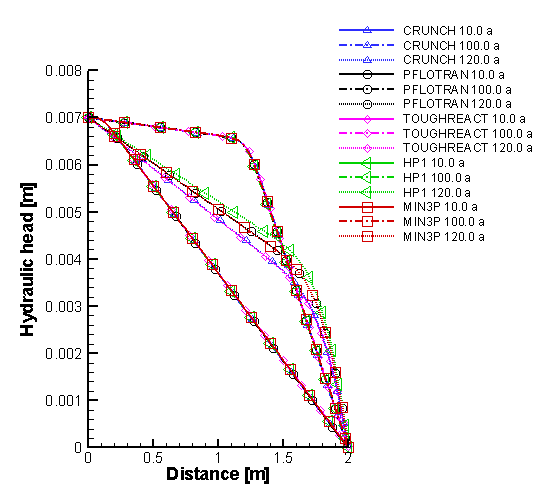 CRUNCH 10.0 a
CRUNCH 100.0 a
CRUNCH 120.0 a
PFLOTRAN 10.0 a
PFLOTRAN 100.0 a
PFLOTRAN 120.0 a
TOUGHREACT 10.0 a
TOUGHREACT 100.0 a
TOUGHREACT 120.0 a
HP1 10.0 a
HP1 100.0 a
HP1 120.0 a
MIN3P 10.0 a
MIN3P 100.0 a
MIN3P 120.0 a
Hydraulic head [m]
0.008
0.007
0.006
0.005
0.004
0.003
0.002
0.001
0
0 0.5 1 1.5 2
Distance [m]